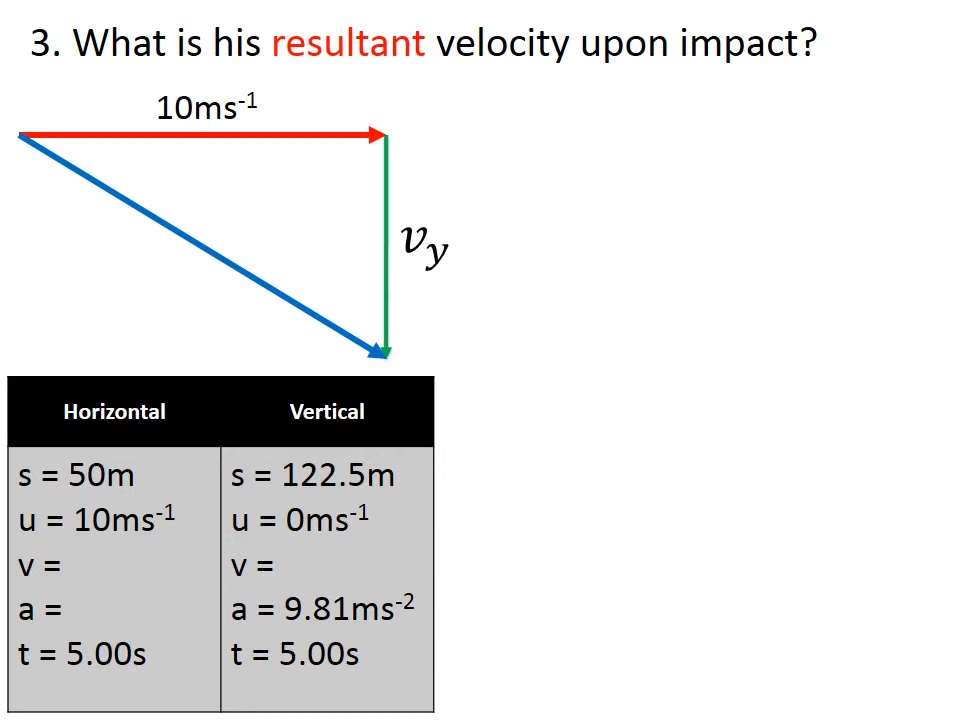 3. What is his resultant velocity upon impact?
10ms⁻¹
v_y
Horizontal
Vertical
s = 50m
u = 10ms⁻¹
v =
a =
t = 5.00s
s = 122.5m
u = 0ms⁻¹
v =
a = 9.81ms⁻²
t = 5.00s